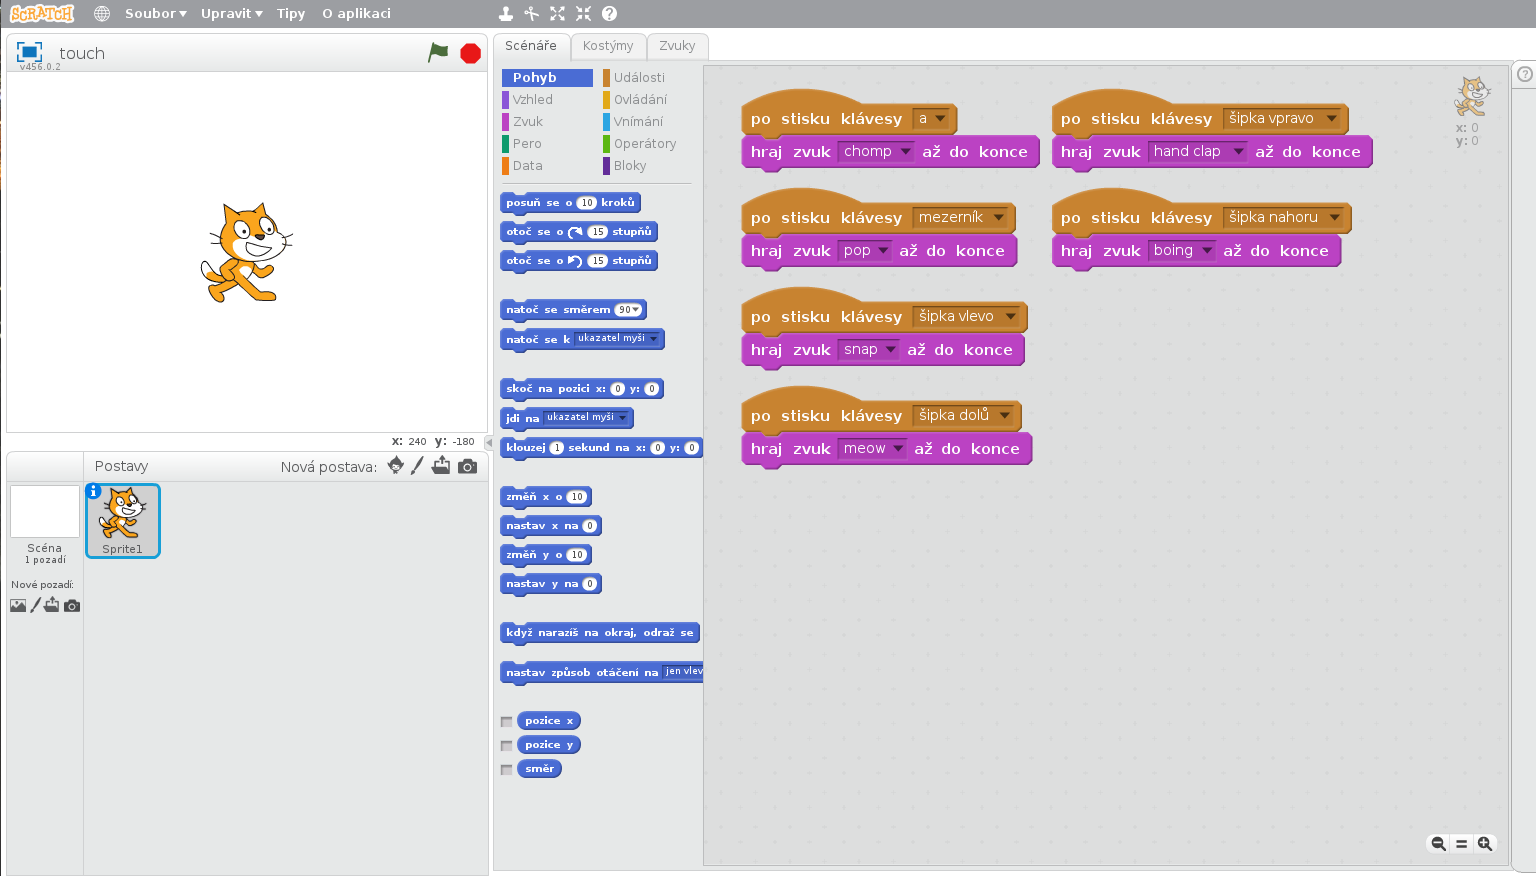 SCRATCH
Soubor Upravit Tipy O aplikaci
touch
v456.0.2
x: 240 y: -180
Postavy Nová postava:
Scéna
1 pozadí
Nové pozadí:
Sprite1
Scénáře Kostýmy Zvuky
Pohyb Události
Vzhled Ovládání
Zvuk Vnímání
Pero Operátory
Data Bloky
posuň se o 10 kroků
otoč se o 15 stupňů
otoč se o 15 stupňů
natoč se směrem 90
natoč se k ukazatel myši
skoč na pozici x: 0 y: 0
jdi na ukazatel myši
klouzej 1 sekund na x: 0 y: 0
změň x o 10
nastav x na 0
změň y o 10
nastav y na 0
když narazíš na okraj, odraž se
nastav způsob otáčení na jen vlev
pozice x
pozice y
směr
po stisku klávesy a
hraj zvuk chomp až do konce
po stisku klávesy mezerník
hraj zvuk pop až do konce
po stisku klávesy šipka vlevo
hraj zvuk snap až do konce
po stisku klávesy šipka dolů
hraj zvuk meow až do konce
po stisku klávesy šipka vpravo
hraj zvuk hand clap až do konce
po stisku klávesy šipka nahoru
hraj zvuk boing až do konce
x: 0
y: 0